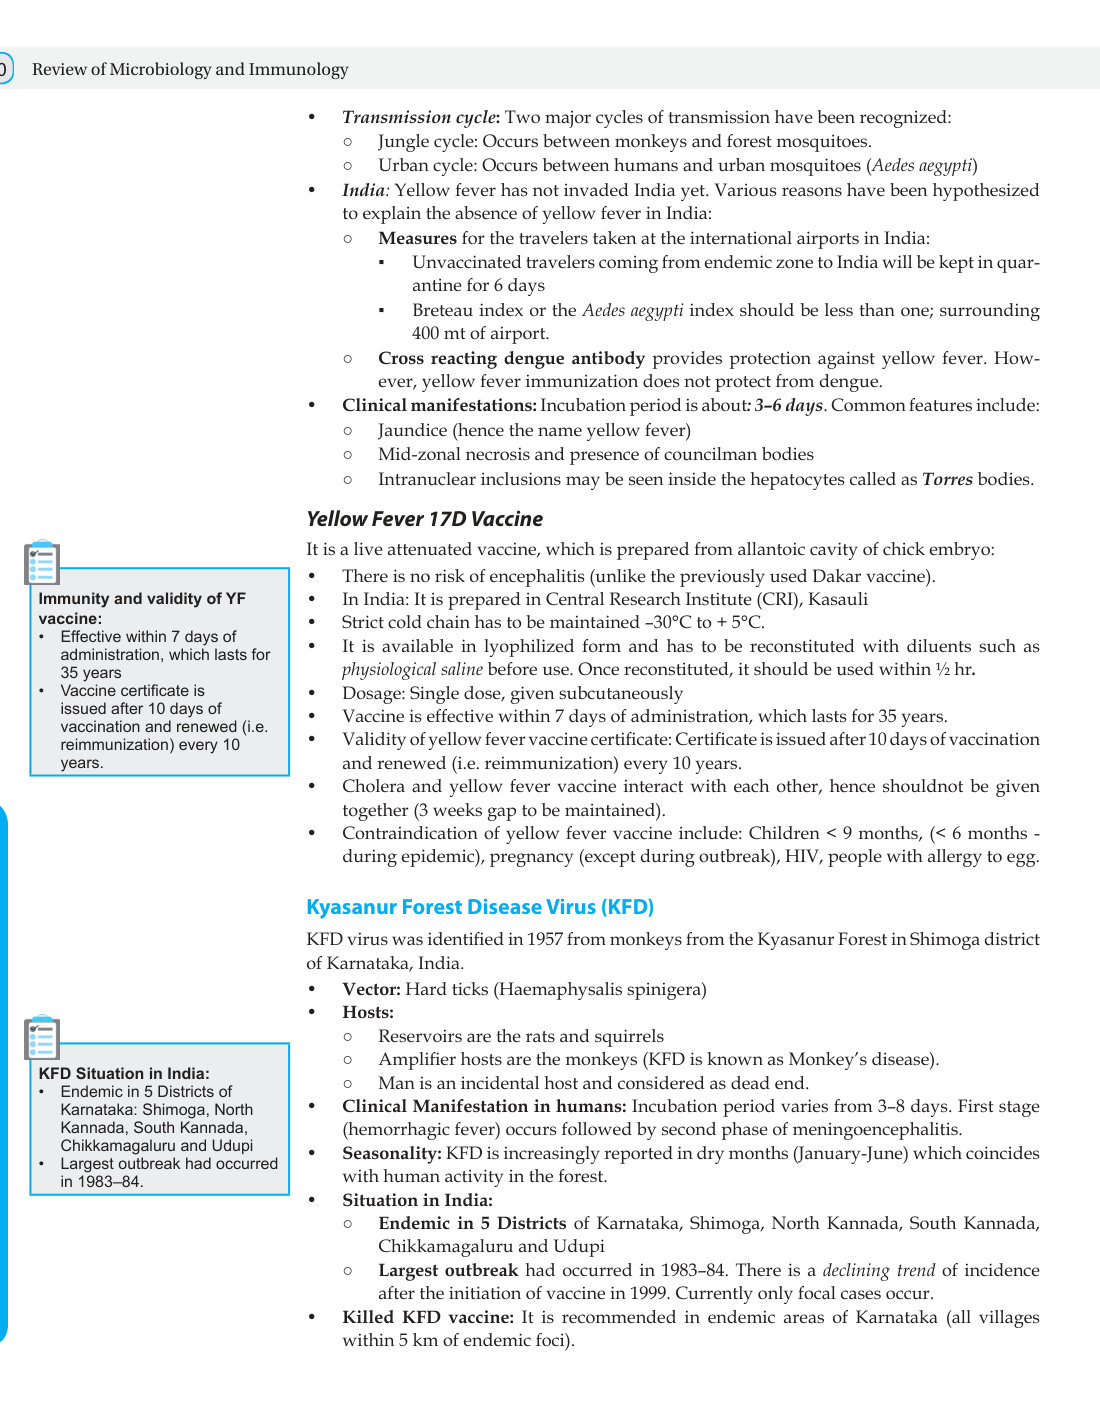 0 Review of Microbiology and Immunology
• Transmission cycle: Two major cycles of transmission have been recognized:
○ Jungle cycle: Occurs between monkeys and forest mosquitoes.
○ Urban cycle: Occurs between humans and urban mosquitoes (Aedes aegypti)
• India: Yellow fever has not invaded India yet. Various reasons have been hypothesized
to explain the absence of yellow fever in India:
○ Measures for the travelers taken at the international airports in India:
▪ Unvaccinated travelers coming from endemic zone to India will be kept in quar-
antine for 6 days
▪ Breteau index or the Aedes aegypti index should be less than one; surrounding
400 mt of airport.
○ Cross reacting dengue antibody provides protection against yellow fever. How-
ever, yellow fever immunization does not protect from dengue.
• Clinical manifestations: Incubation period is about: 3–6 days. Common features include:
○ Jaundice (hence the name yellow fever)
○ Mid-zonal necrosis and presence of councilman bodies
○ Intranuclear inclusions may be seen inside the hepatocytes called as Torres bodies.
Yellow Fever 17D Vaccine
It is a live attenuated vaccine, which is prepared from allantoic cavity of chick embryo:
• There is no risk of encephalitis (unlike the previously used Dakar vaccine).
• In India: It is prepared in Central Research Institute (CRI), Kasauli
• Strict cold chain has to be maintained –30°C to + 5°C.
• It is available in lyophilized form and has to be reconstituted with diluents such as
physiological saline before use. Once reconstituted, it should be used within ½ hr.
• Dosage: Single dose, given subcutaneously
• Vaccine is effective within 7 days of administration, which lasts for 35 years.
• Validity of yellow fever vaccine certificate: Certificate is issued after 10 days of vaccination
and renewed (i.e. reimmunization) every 10 years.
• Cholera and yellow fever vaccine interact with each other, hence shouldnot be given
together (3 weeks gap to be maintained).
• Contraindication of yellow fever vaccine include: Children < 9 months, (< 6 months -
during epidemic), pregnancy (except during outbreak), HIV, people with allergy to egg.
Immunity and validity of YF
vaccine:
• Effective within 7 days of
administration, which lasts for
35 years
• Vaccine certificate is
issued after 10 days of
vaccination and renewed (i.e.
reimmunization) every 10
years.
Kyasanur Forest Disease Virus (KFD)
KFD virus was identified in 1957 from monkeys from the Kyasanur Forest in Shimoga district
of Karnataka, India.
• Vector: Hard ticks (Haemaphysalis spinigera)
• Hosts:
○ Reservoirs are the rats and squirrels
○ Amplifier hosts are the monkeys (KFD is known as Monkey’s disease).
○ Man is an incidental host and considered as dead end.
• Clinical Manifestation in humans: Incubation period varies from 3–8 days. First stage
(hemorrhagic fever) occurs followed by second phase of meningoencephalitis.
• Seasonality: KFD is increasingly reported in dry months (January-June) which coincides
with human activity in the forest.
• Situation in India:
○ Endemic in 5 Districts of Karnataka, Shimoga, North Kannada, South Kannada,
Chikkamagaluru and Udupi
○ Largest outbreak had occurred in 1983–84. There is a declining trend of incidence
after the initiation of vaccine in 1999. Currently only focal cases occur.
• Killed KFD vaccine: It is recommended in endemic areas of Karnataka (all villages
within 5 km of endemic foci).
KFD Situation in India:
• Endemic in 5 Districts of
Karnataka: Shimoga, North
Kannada, South Kannada,
Chikkamagaluru and Udupi
• Largest outbreak had occurred
in 1983–84.